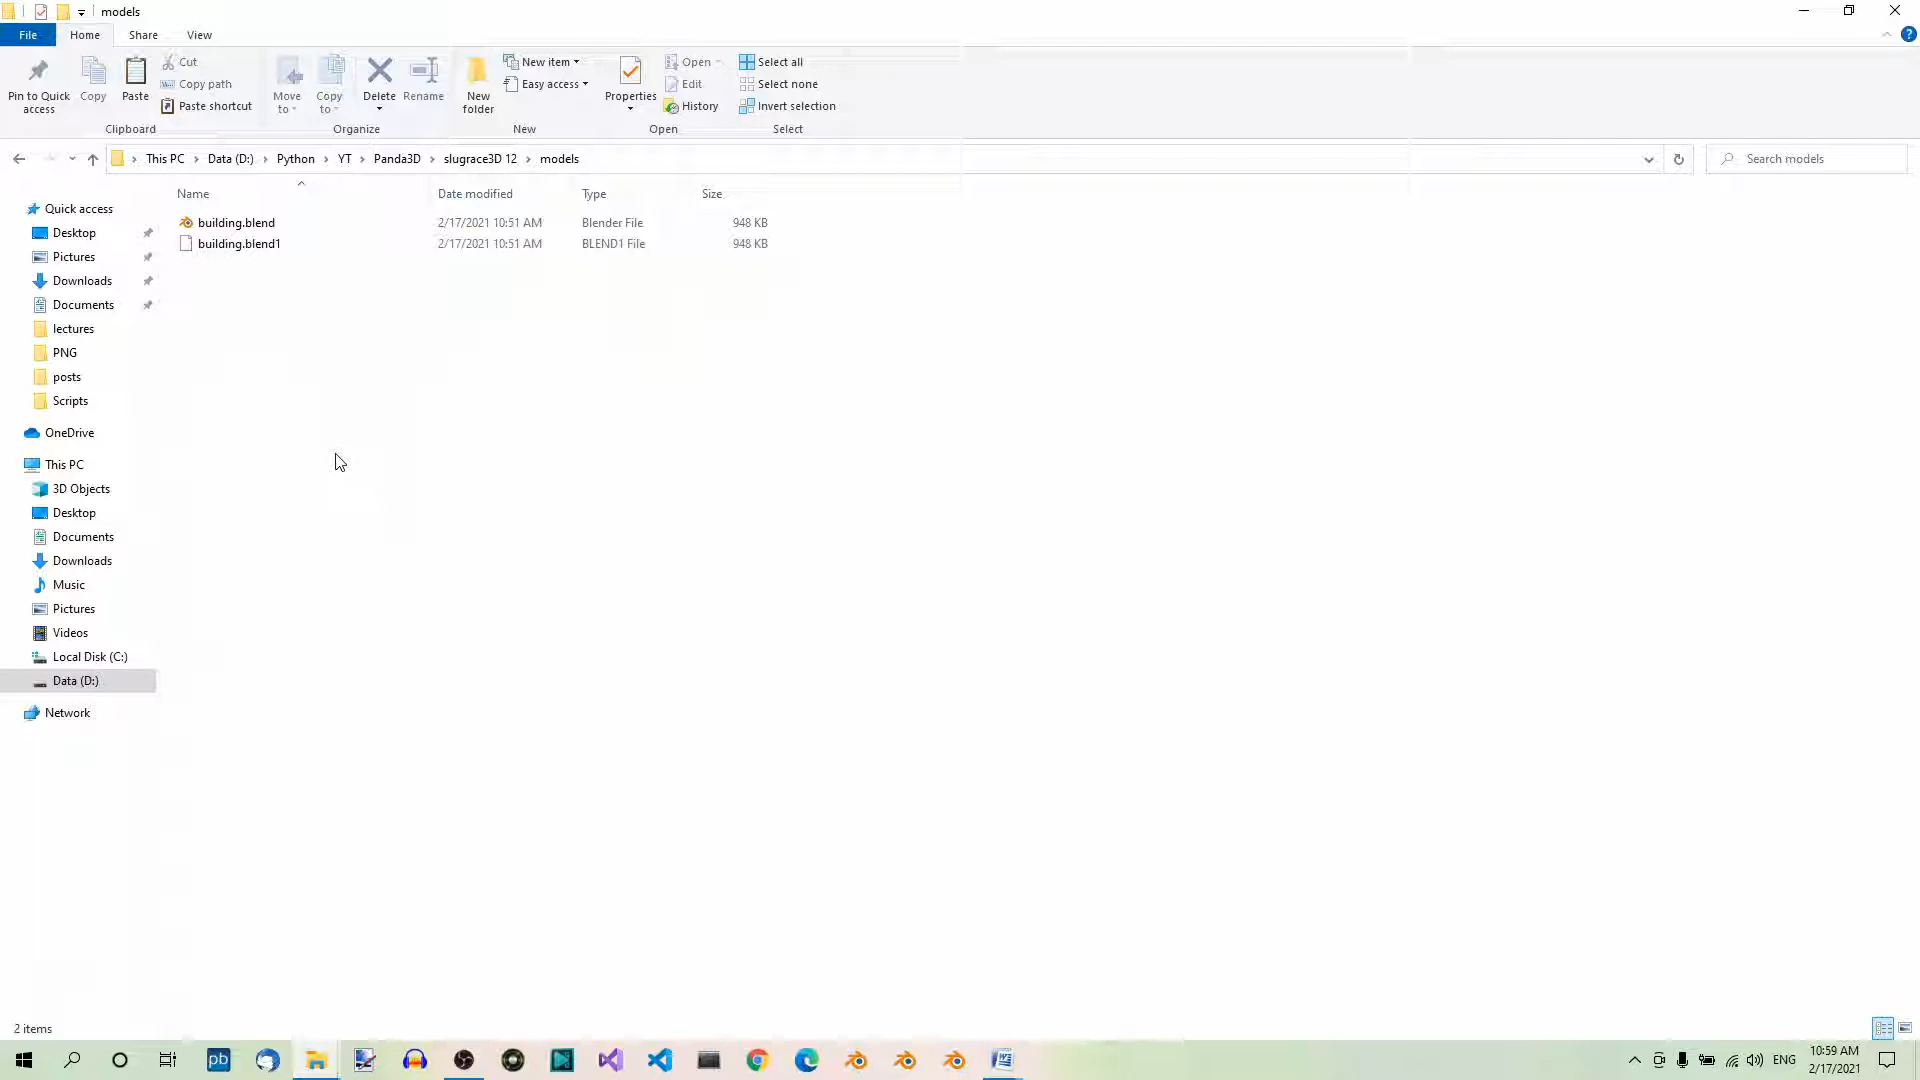 models
File Home Share View
Pin to Quick access
Copy
Paste
Cut
Copy path
Paste shortcut
Clipboard
Move to
Copy to
Delete
Rename
Organize
New folder
New item
Easy access
New
Properties
Open
Edit
History
Open
Select all
Select none
Invert selection
Select
This PC Data (D:) Python YT Panda3D slugrace3D 12 models
Search models
Name Date modified Type Size
building.blend 2/17/2021 10:51 AM Blender File 948 KB
building.blend1 2/17/2021 10:51 AM BLEND1 File 948 KB
Quick access
Desktop
Pictures
Downloads
Documents
lectures
PNG
posts
Scripts
OneDrive
This PC
3D Objects
Desktop
Documents
Downloads
Music
Pictures
Videos
Local Disk (C:)
Data (D:)
Network
2 items
pb
ENG
10:59 AM
2/17/2021